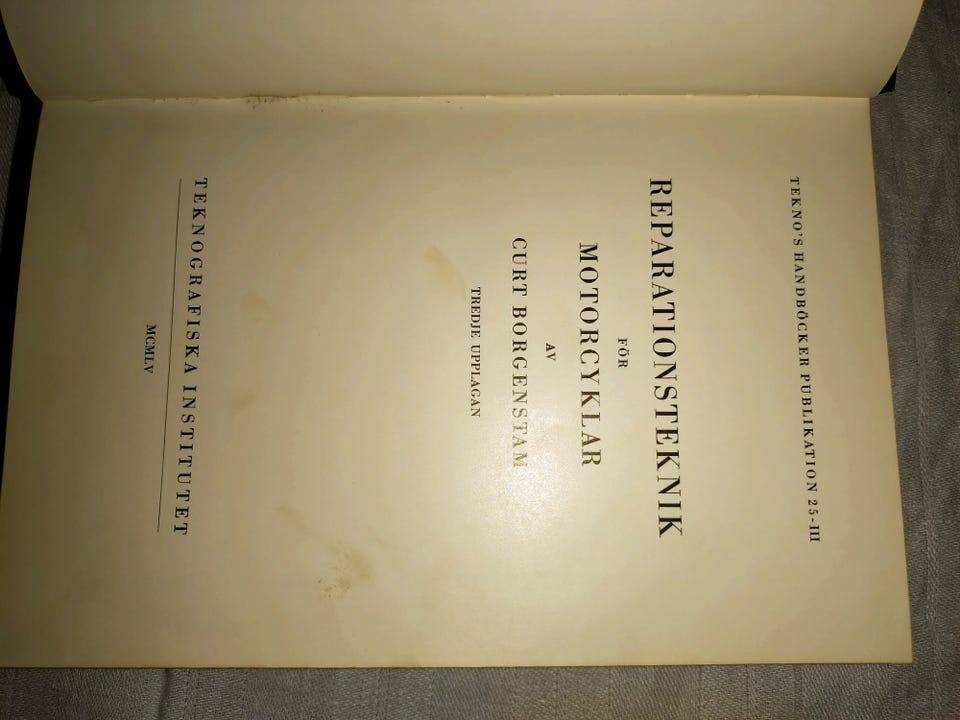 TEKNO'S HANDBÖCKER PUBLIKATION 25-III
REPARATIONSTEKNIK
FÖR
MOTORCYKLAR
AV
CURT BORGENSTAM
TREDJE UPPLAGAN
TEKNOGRAFISKA INSTITUTET
MCMLV